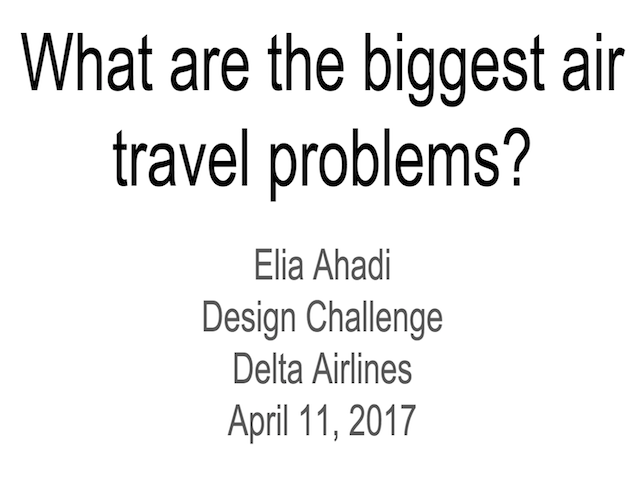 What are the biggest air
travel problems?
Elia Ahadi
Design Challenge
Delta Airlines
April 11, 2017